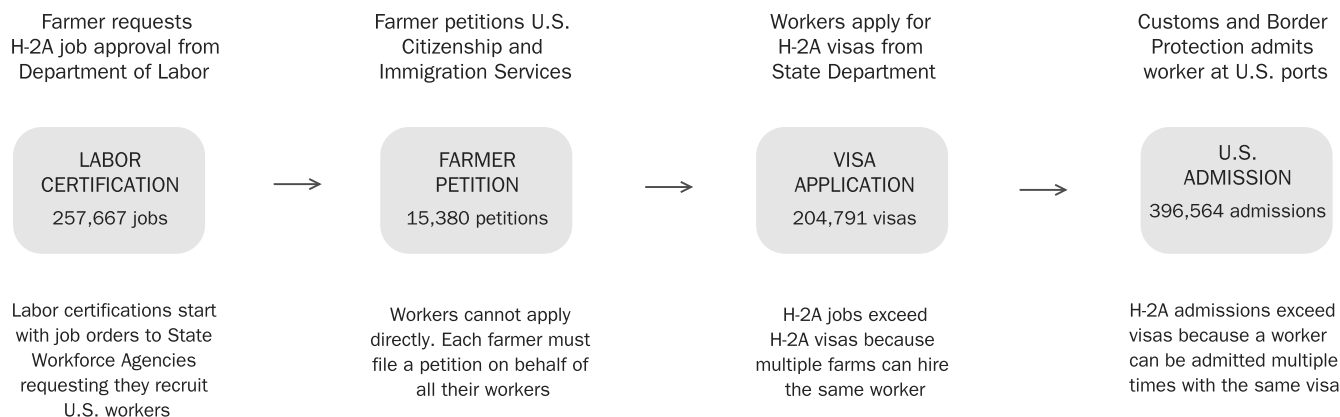 Farmer requests
H-2A job approval from
Department of Labor
LABOR
CERTIFICATION
257,667 jobs
Labor certifications start
with job orders to State
Workforce Agencies
requesting they recruit
U.S. workers
Farmer petitions U.S.
Citizenship and
Immigration Services
FARMER
PETITION
15,380 petitions
Workers cannot apply
directly. Each farmer must
file a petition on behalf of
all their workers
Workers apply for
H-2A visas from
State Department
VISA
APPLICATION
204,791 visas
H-2A jobs exceed
H-2A visas because
multiple farms can hire
the same worker
Customs and Border
Protection admits
worker at U.S. ports
U.S.
ADMISSION
396,564 admissions
H-2A admissions exceed
visas because a worker
can be admitted multiple
times with the same visa